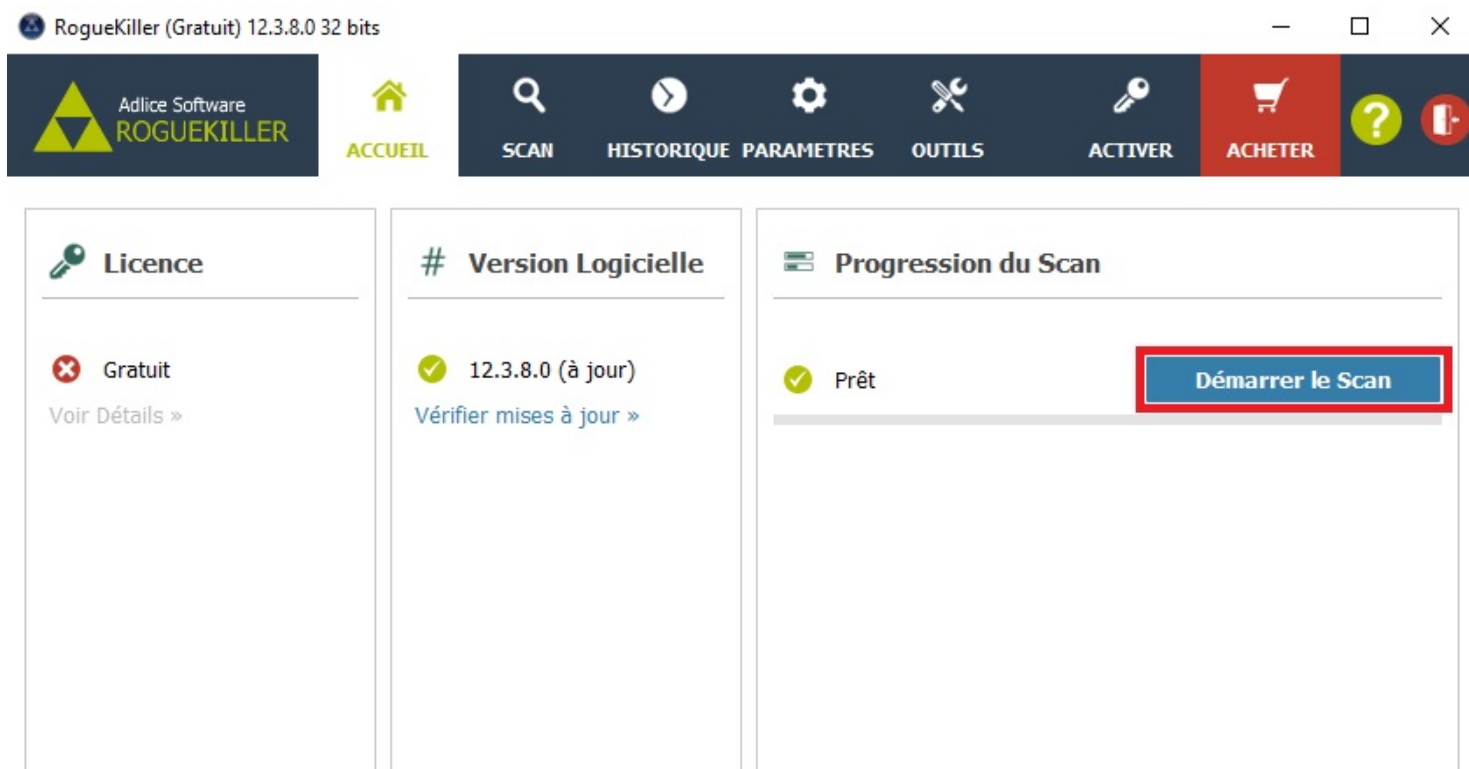 RogueKiller (Gratuit) 12.3.8.0 32 bits
Adlice Software
ROGUEKILLER
ACCUEIL SCAN HISTORIQUE PARAMETRES OUTILS ACTIVER ACHETER
?
Licence
Gratuit
Voir Détails »
# Version Logicielle
12.3.8.0 (à jour)
Vérifier mises à jour »
Progression du Scan
Prêt
Démarrer le Scan